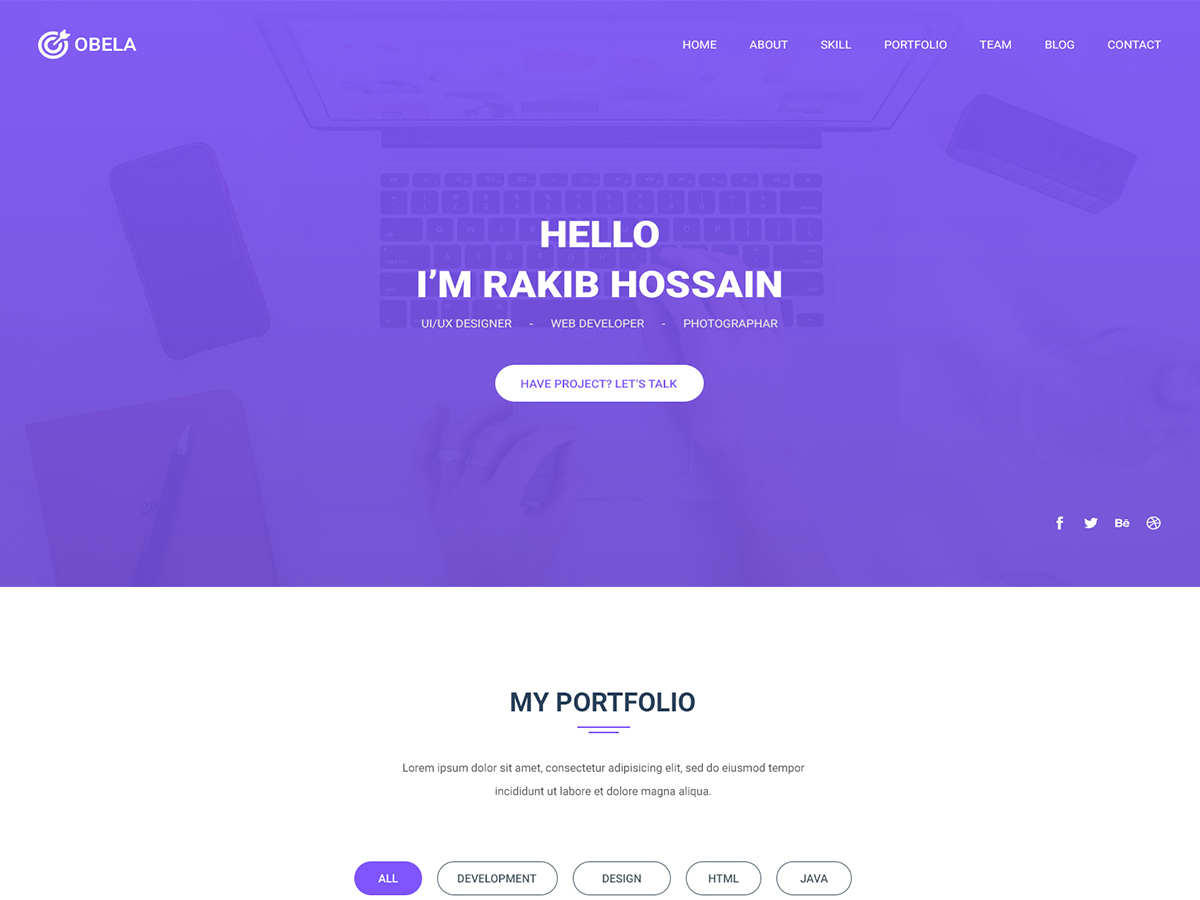 OBELA
HOME ABOUT SKILL PORTFOLIO TEAM BLOG CONTACT
HELLO
I’M RAKIB HOSSAIN
UI/UX DESIGNER - WEB DEVELOPER - PHOTOGRAPHAR
HAVE PROJECT? LET’S TALK
Bē
MY PORTFOLIO
Lorem ipsum dolor sit amet, consectetur adipisicing elit, sed do eiusmod tempor
incididunt ut labore et dolore magna aliqua.
ALL DEVELOPMENT DESIGN HTML JAVA